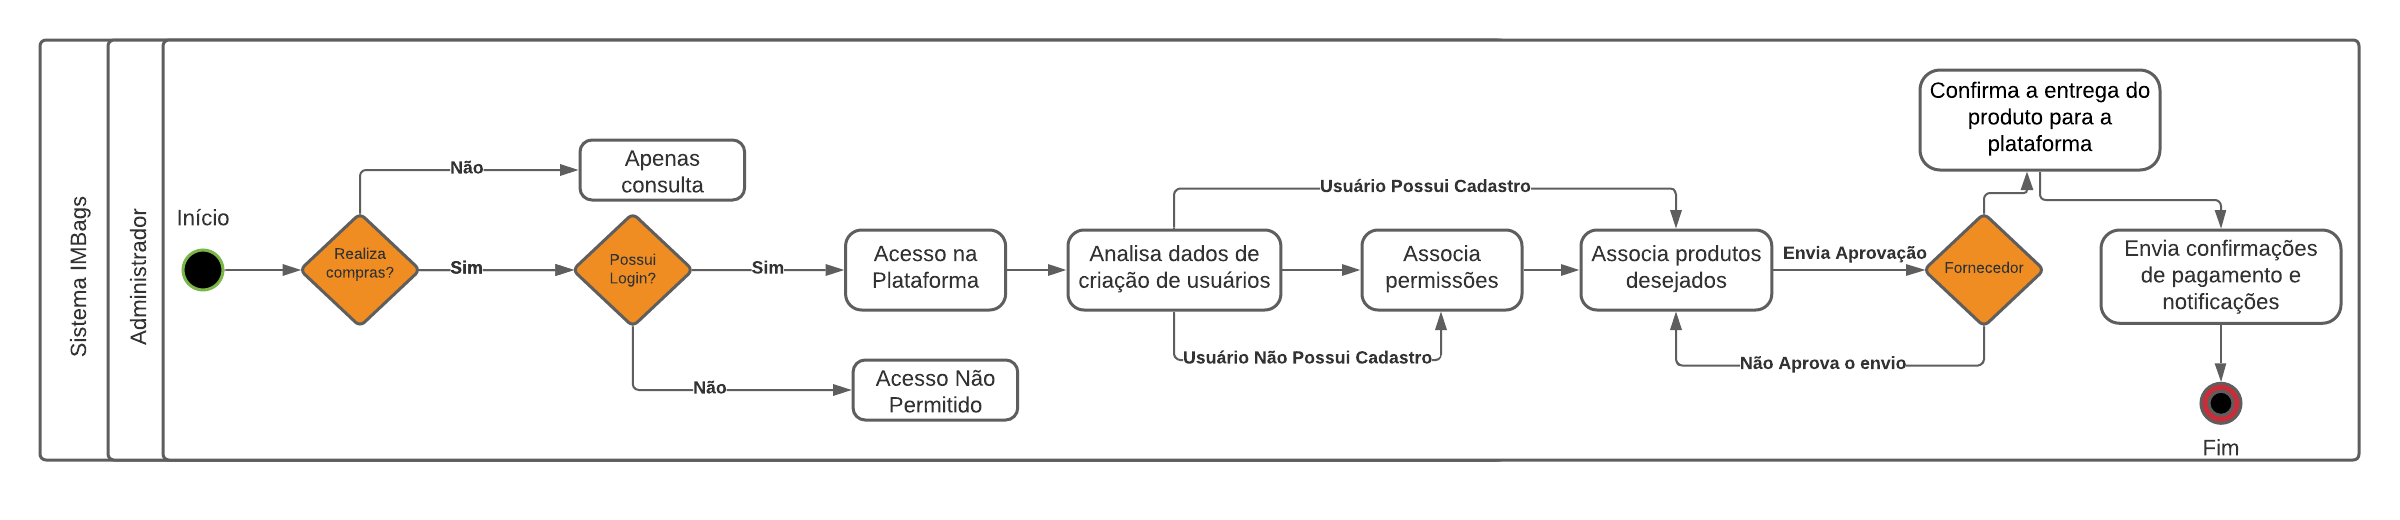 Sistema IMBags
Administrador
Início
Realiza
compras?
Não
Apenas
consulta
Sim
Possui
Login?
Sim
Não
Acesso na
Plataforma
Acesso Não
Permitido
Analisa dados de
criação de usuários
Usuário Possui Cadastro
Usuário Não Possui Cadastro
Associa
permissões
Associa produtos
desejados
Envia Aprovação
Não Aprova o envio
Fornecedor
Confirma a entrega do
produto para a
plataforma
Envia confirmações
de pagamento e
notificações
Fim